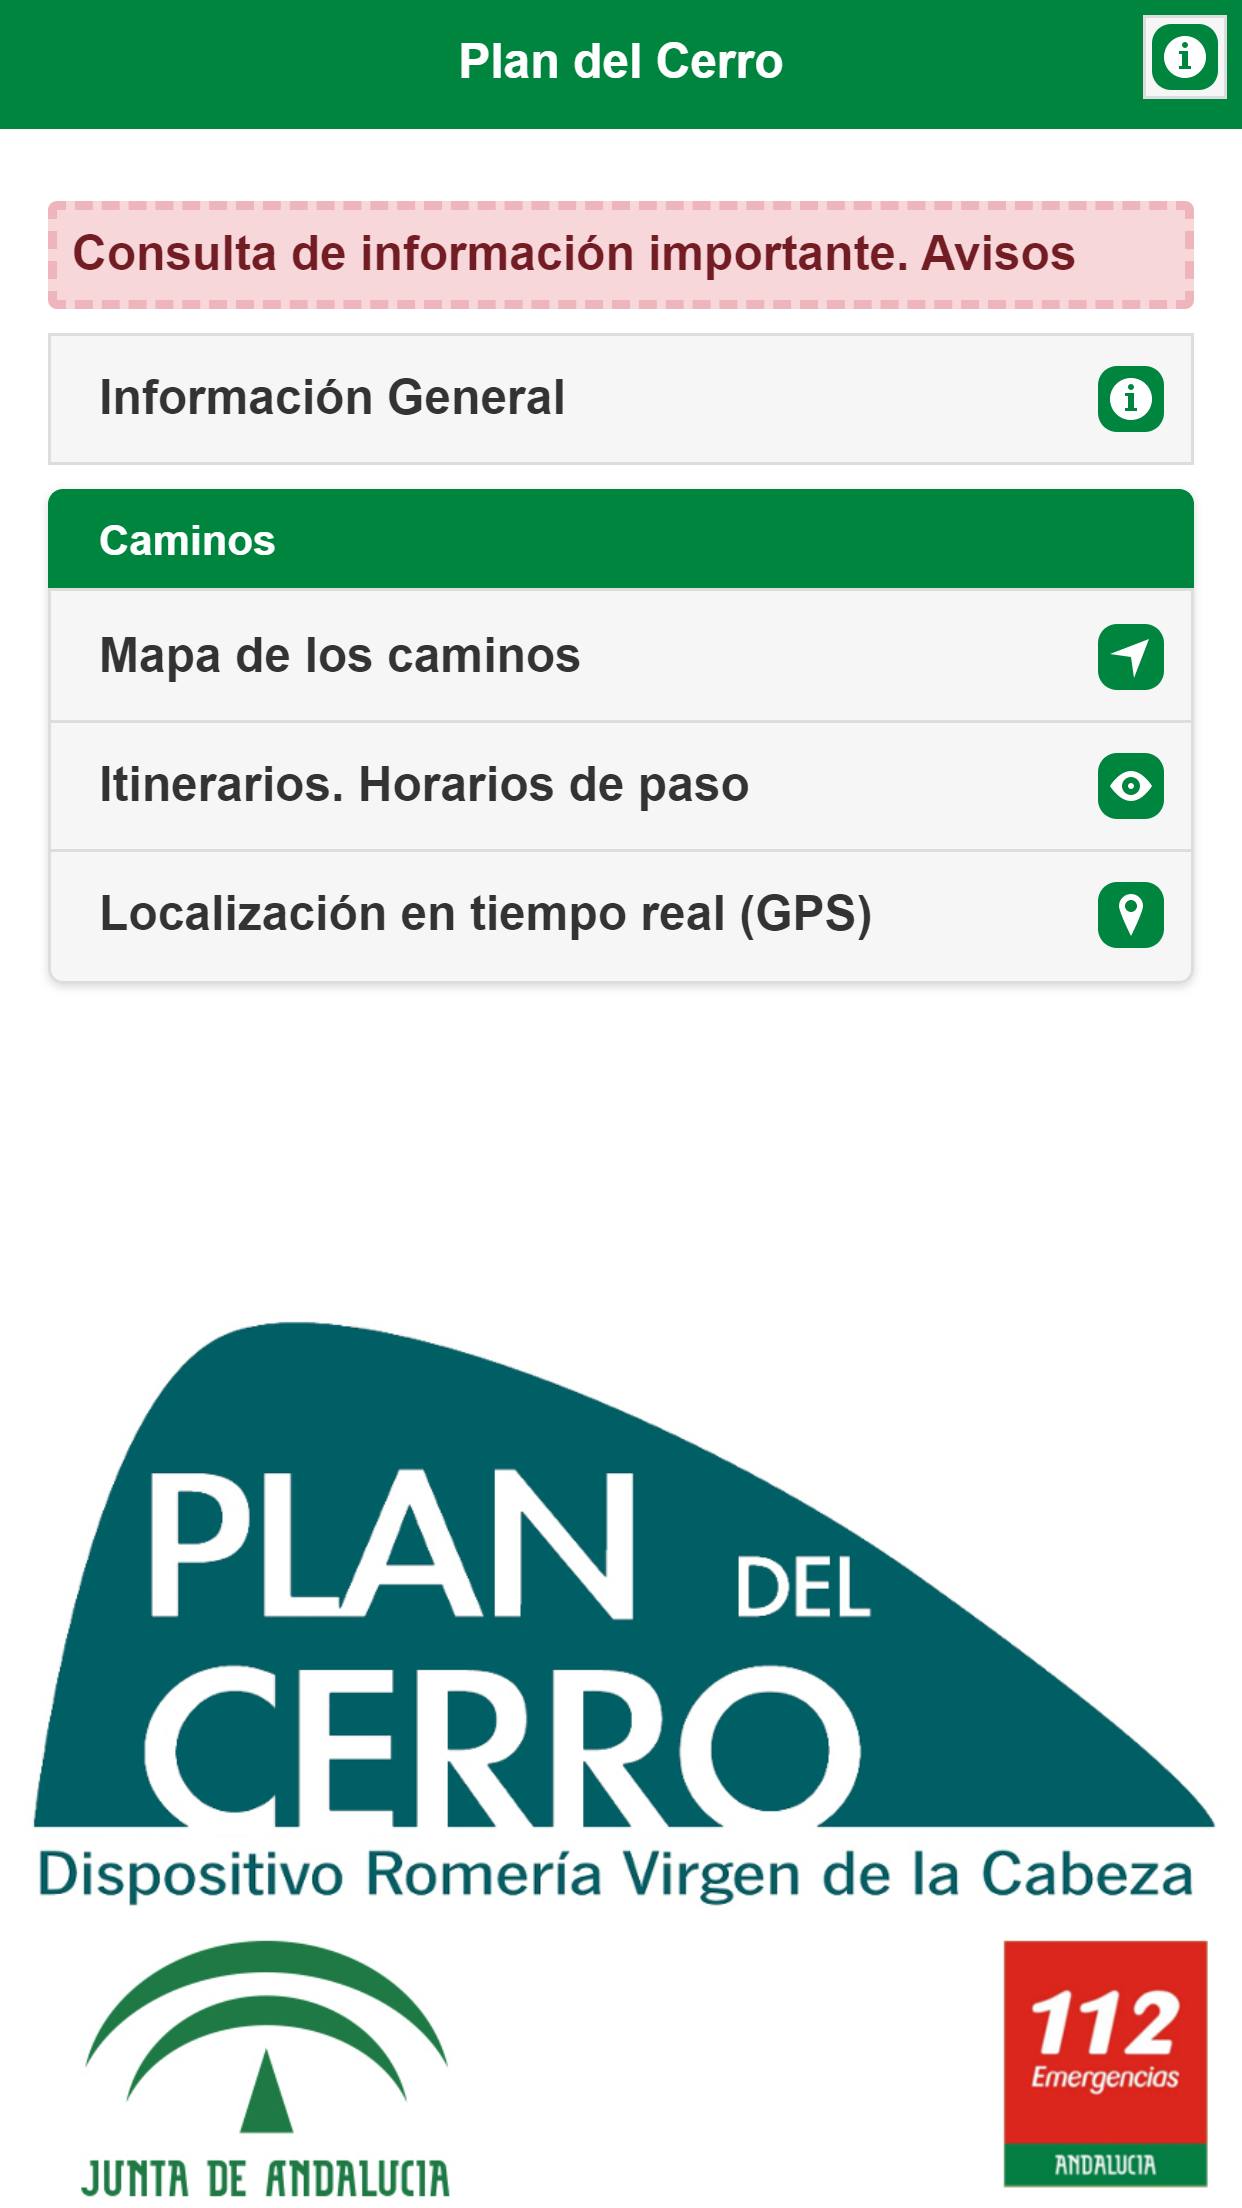 Plan del Cerro
Consulta de información importante. Avisos
Información General
Caminos
Mapa de los caminos
Itinerarios. Horarios de paso
Localización en tiempo real (GPS)
PLAN DEL
CERRO
Dispositivo Romería Virgen de la Cabeza
112
Emergencias
ANDALUCIA
JUNTA DE ANDALUCIA